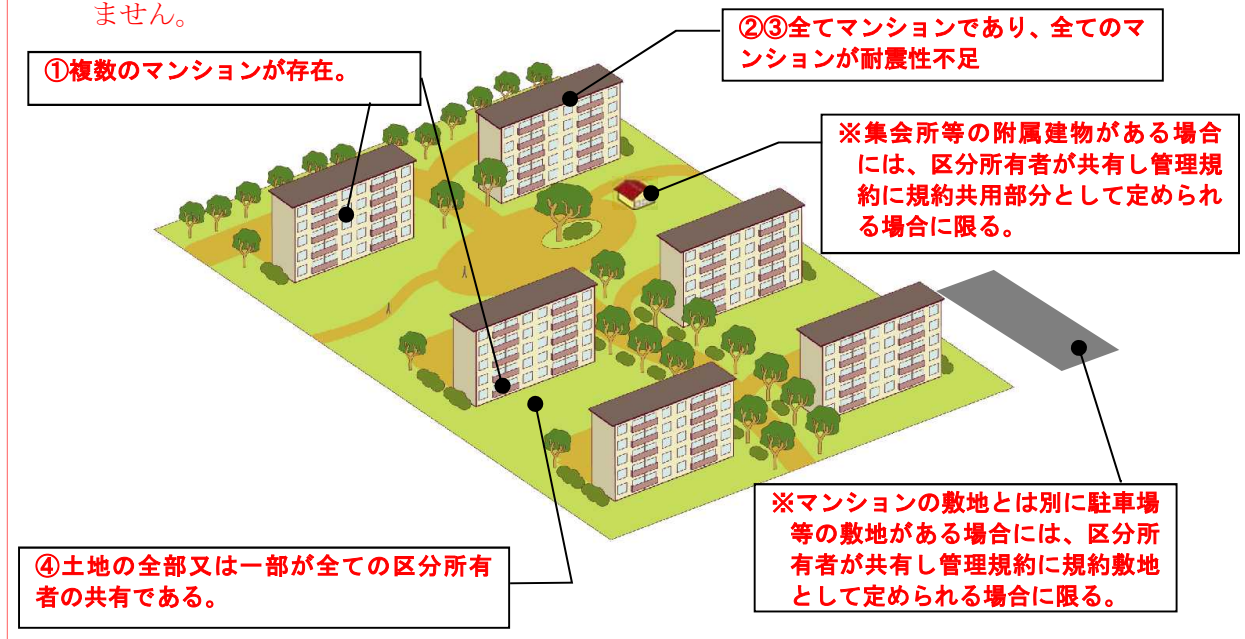 ません。
②③全てマンションであり、全てのマ
ンションが耐震性不足
①複数のマンションが存在。
※集会所等の附属建物がある場合
には、区分所有者が共有し管理規
約に規約共用部分として定められ
る場合に限る。
※マンションの敷地とは別に駐車場
等の敷地がある場合には、区分所
有者が共有し管理規約に規約敷地
として定められる場合に限る。
④土地の全部又は一部が全ての区分所有
者の共有である。